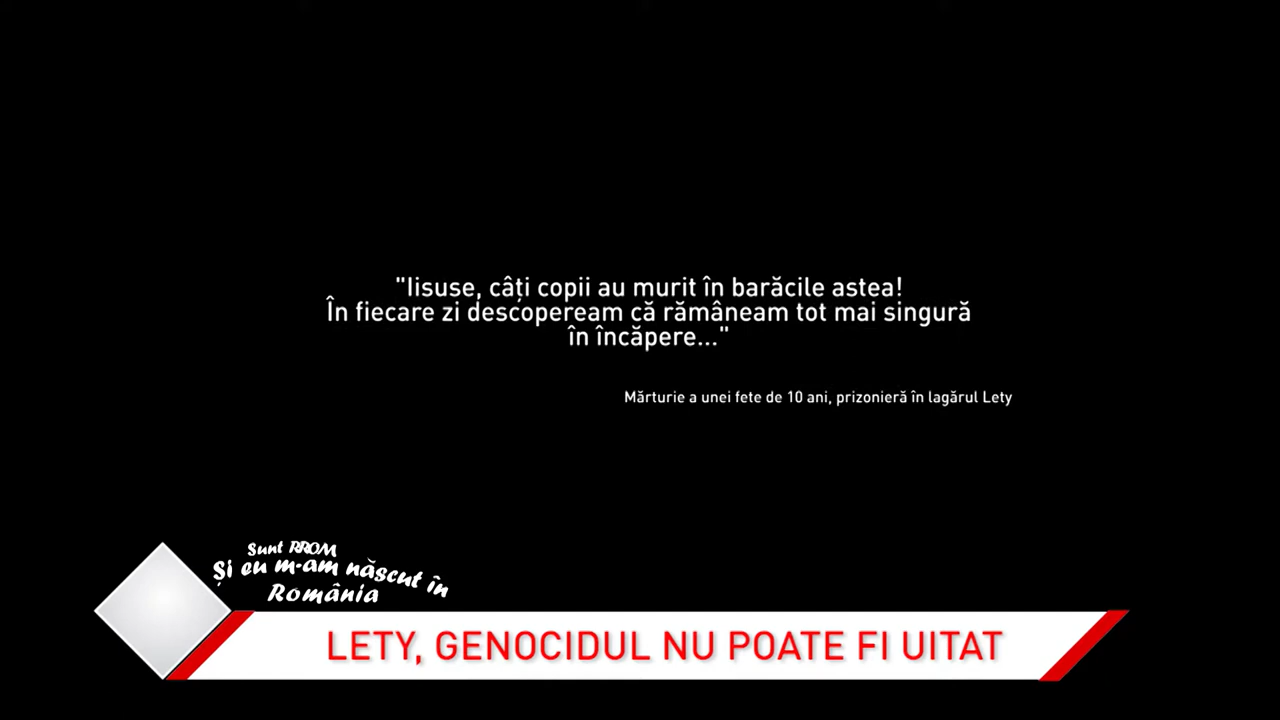 "Iisuse, câți copii au murit în barăcile astea!
În fiecare zi descopeream că rămâneam tot mai singură
în încăpere..."
Mărturie a unei fete de 10 ani, prizonieră în lagărul Lety
Sunt RROM
Și eu m-am născut în
România
LETY, GENOCIDUL NU POATE FI UITAT